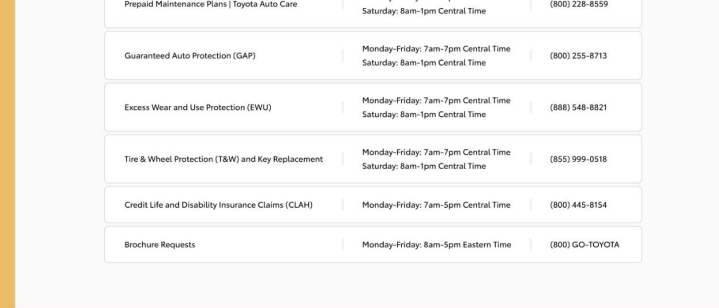 Prepaid Maintenance Plans | Toyota Auto Care
Saturday: 8am-1pm Central Time
(800) 228-8559
Guaranteed Auto Protection (GAP)
Monday-Friday: 7am-7pm Central Time
Saturday: 8am-1pm Central Time
(800) 255-8713
Excess Wear and Use Protection (EWU)
Monday-Friday: 7am-7pm Central Time
Saturday: 8am-1pm Central Time
(888) 548-8821
Tire & Wheel Protection (T&W) and Key Replacement
Monday-Friday: 7am-7pm Central Time
Saturday: 8am-1pm Central Time
(855) 999-0518
Credit Life and Disability Insurance Claims (CLAH)
Monday-Friday: 7am-5pm Central Time
(800) 445-8154
Brochure Requests
Monday-Friday: 8am-5pm Eastern Time
(800) GO-TOYOTA